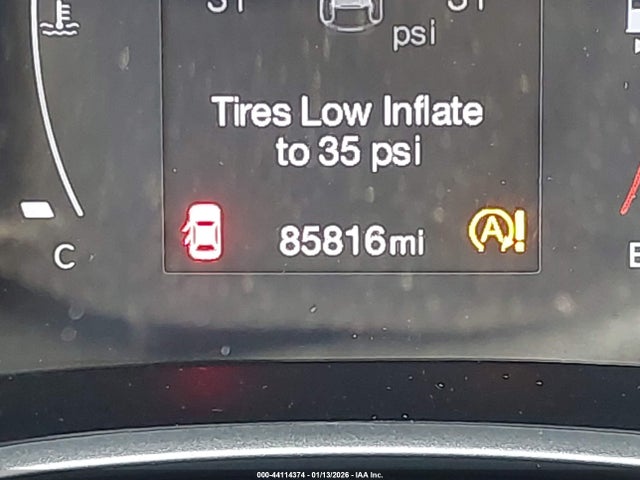 psi
Tires Low Inflate
to 35 psi
85816mi
A!
C
000-44114374 - 01/13/2026 - IAA Inc.